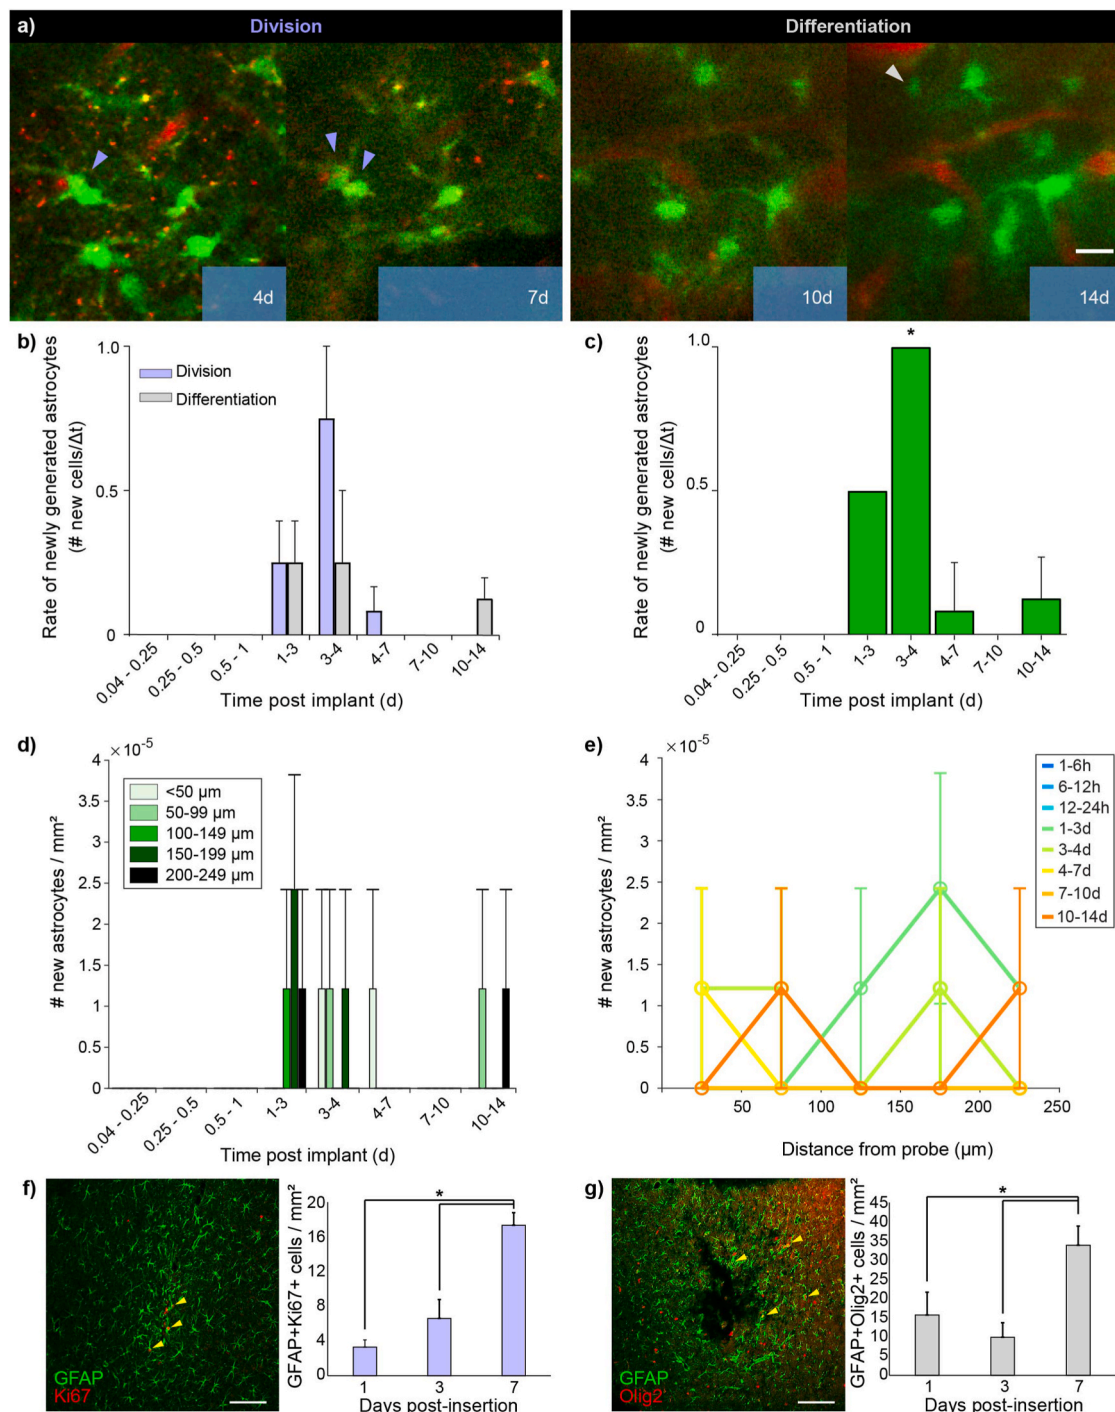 a)
Division
Differentiation
4d
7d
10d
14d
b)
Rate of newly generated astrocytes
(# new cells/Δt)
1.0
0.5
0
Division
Differentiation
0.04 - 0.25
0.25 - 0.5
0.5 - 1
1-3
3-4
4-7
7-10
10-14
Time post implant (d)
c)
Rate of newly generated astrocytes
(# new cells/Δt)
1.0
0.5
0
*
0.04 - 0.25
0.25 - 0.5
0.5 - 1
1-3
3-4
4-7
7-10
10-14
Time post implant (d)
d)
# new astrocytes / mm²
×10⁻⁵
4
3.5
3
2.5
2
1.5
1
0.5
0
<50 µm
50-99 µm
100-149 µm
150-199 µm
200-249 µm
0.04 - 0.25
0.25 - 0.5
0.5 - 1
1-3
3-4
4-7
7-10
10-14
Time post implant (d)
e)
# new astrocytes / mm²
×10⁻⁵
4
3.5
3
2.5
2
1.5
1
0.5
0
1-6h
6-12h
12-24h
1-3d
3-4d
4-7d
7-10d
10-14d
50
100
150
200
250
Distance from probe (µm)
f)
GFAP
Ki67
GFAP+Ki67+ cells / mm²
20
16
12
8
4
0
*
1
3
7
Days post-insertion
g)
GFAP
Olig2
GFAP+Olig2+ cells / mm²
45
40
35
30
25
20
15
10
5
0
*
1
3
7
Days post-insertion